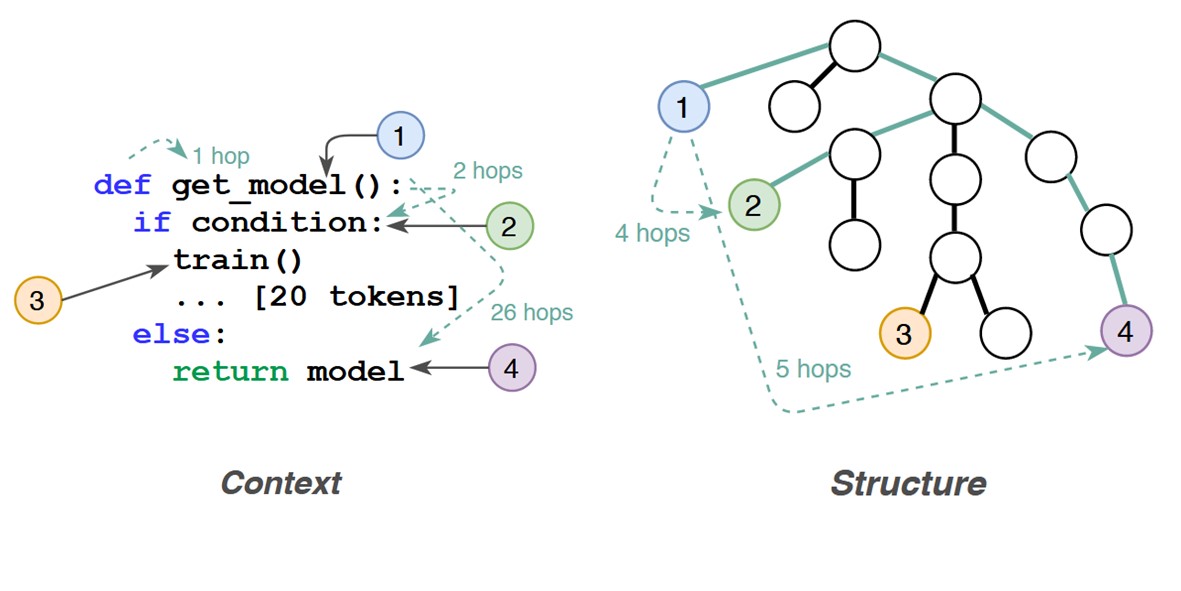 1
1 hop
2 hops
def get_model():
if condition:
2
train()
3
... [20 tokens]
26 hops
else:
return model
4
Context
1
2
4 hops
3
4
5 hops
Structure